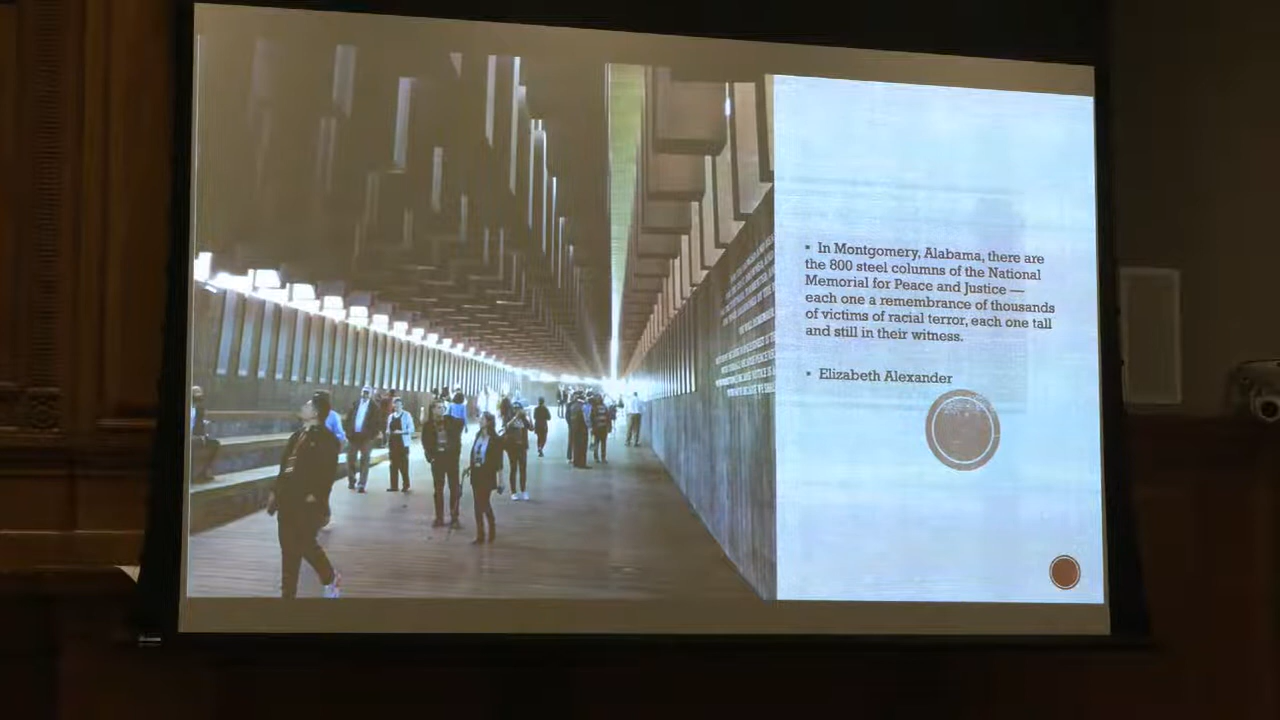 ▪ In Montgomery, Alabama, there are
the 800 steel columns of the National
Memorial for Peace and Justice —
each one a remembrance of thousands
of victims of racial terror, each one tall
and still in their witness.
▪ Elizabeth Alexander